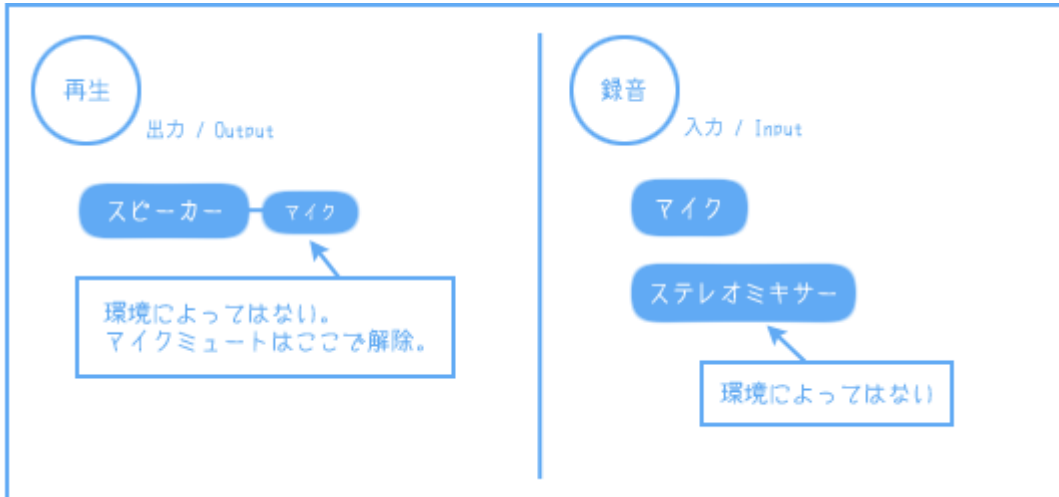 再生
出力 / Output
スピーカー
マイク
環境によってはない。
マイクミュートはここで解除。
録音
入力 / Input
マイク
ステレオミキサー
環境によってはない